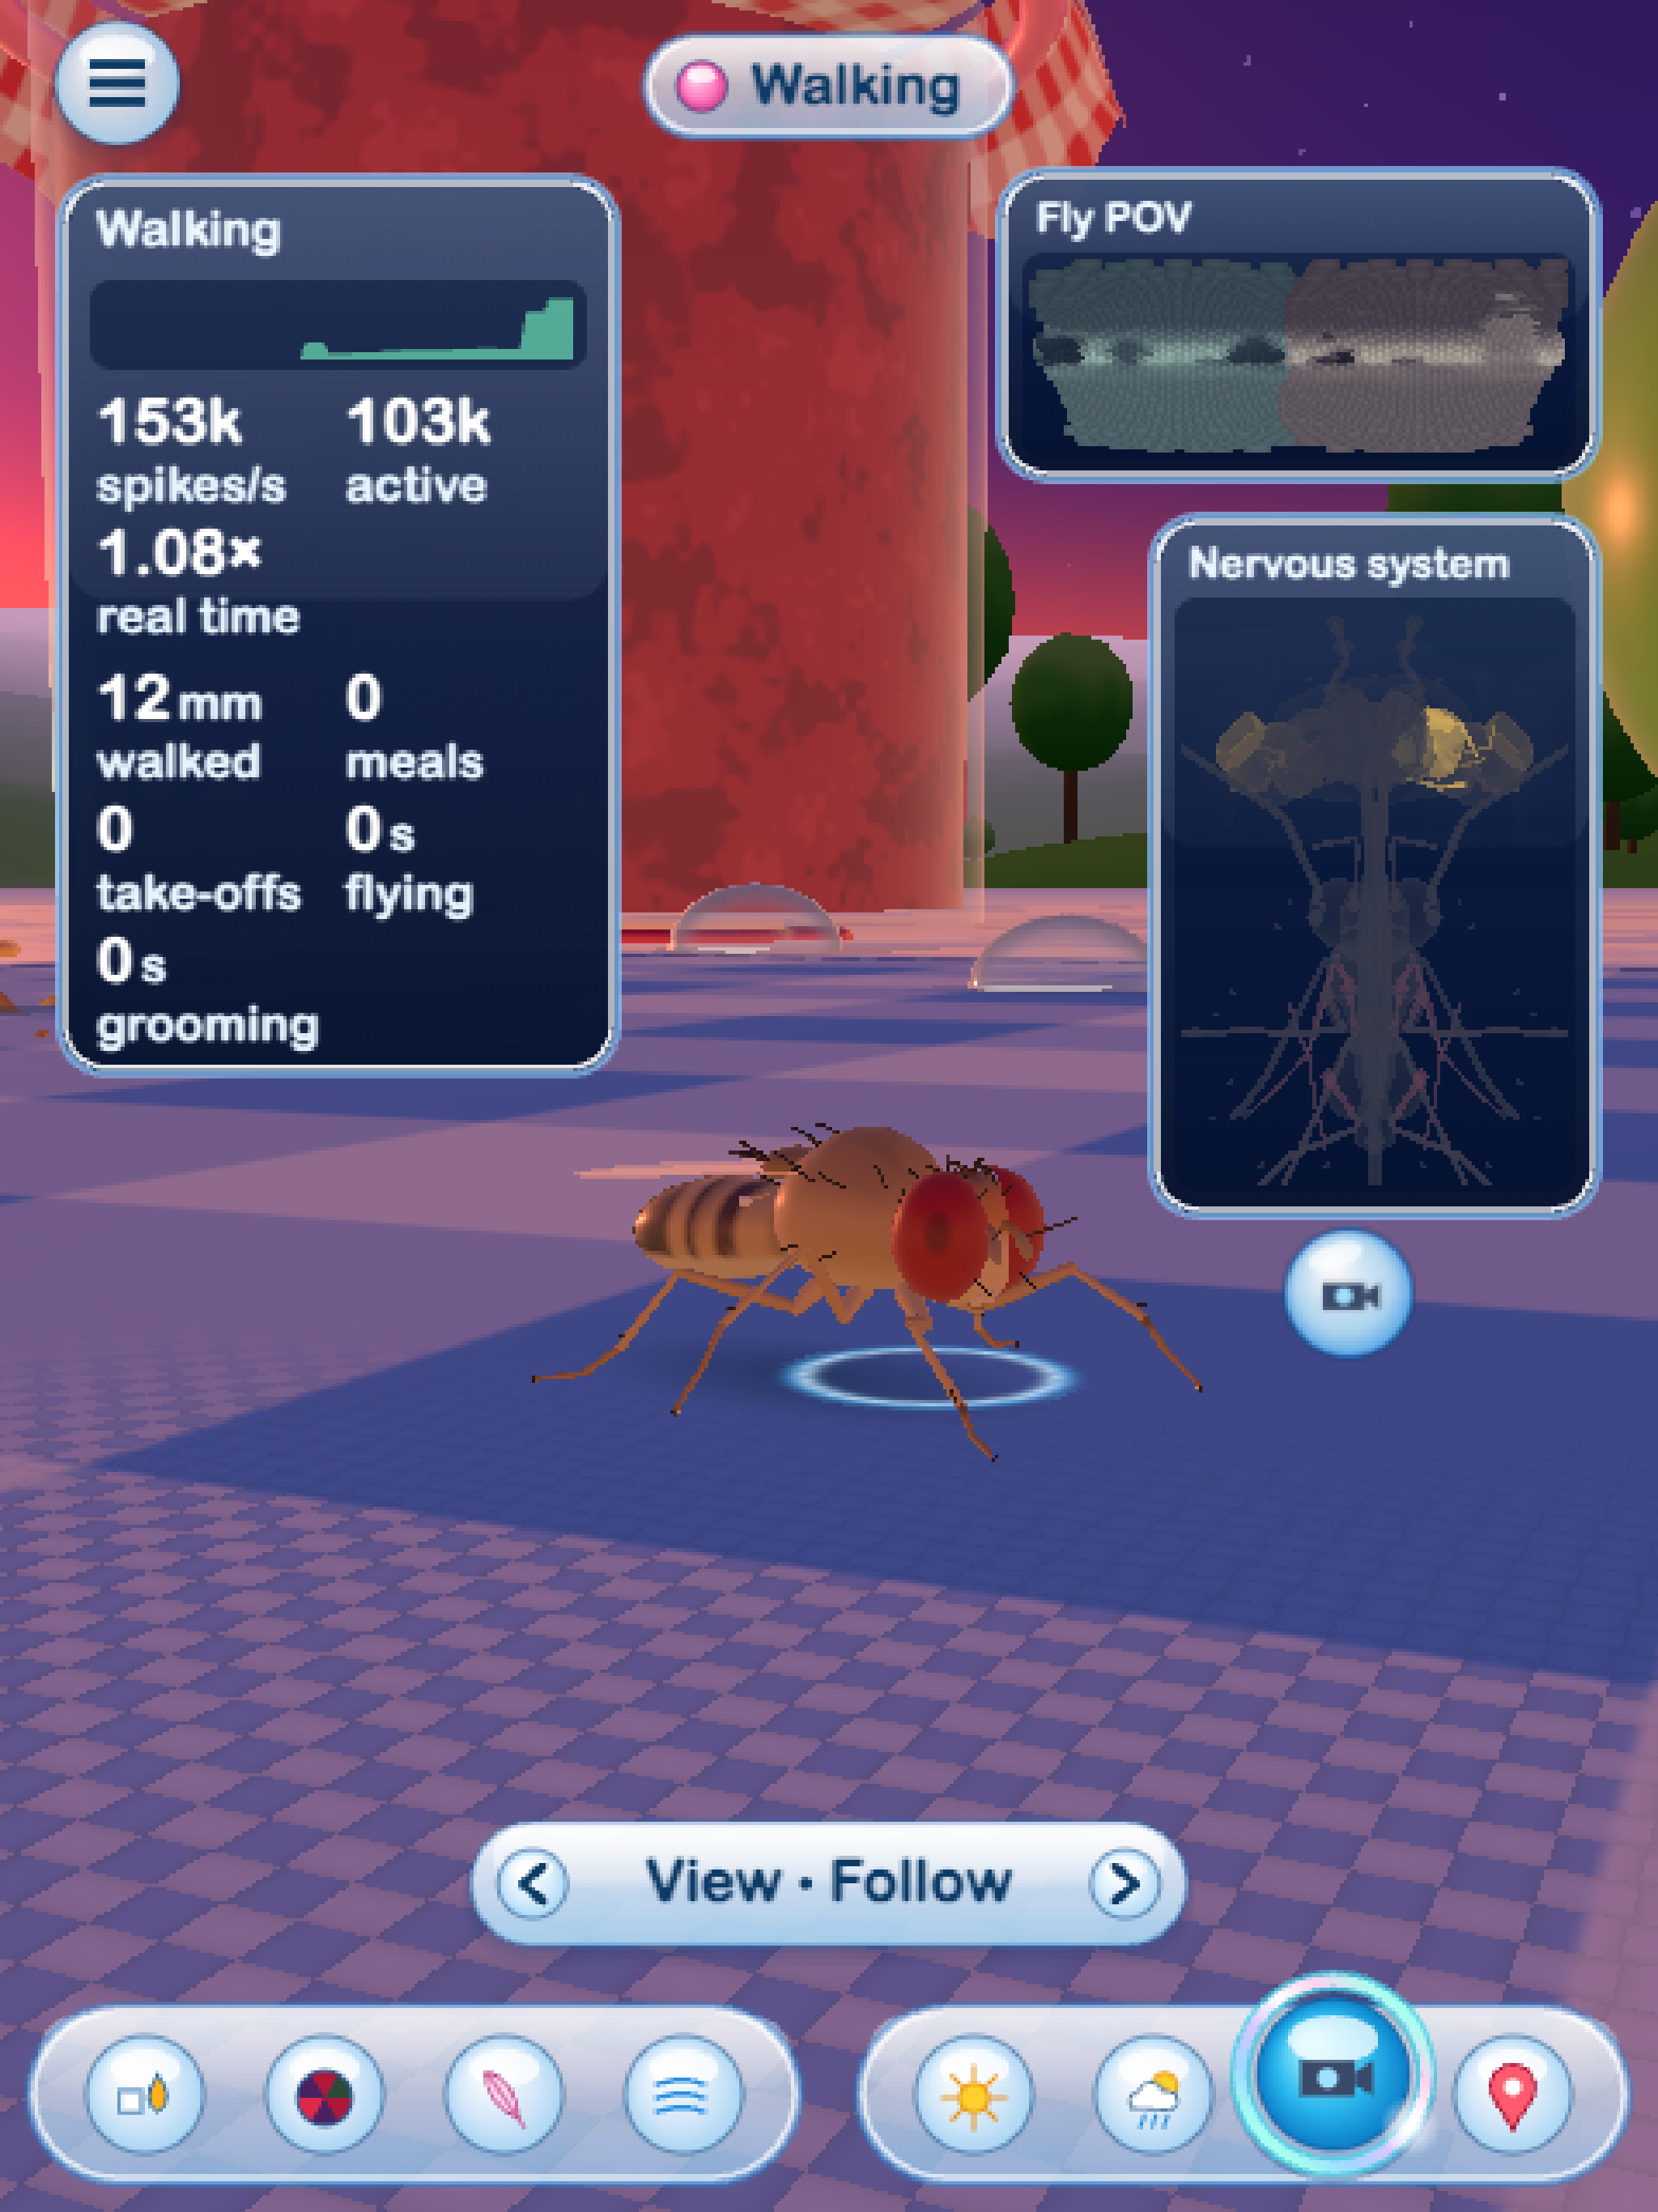 Walking
Walking
153k 103k
spikes/s active
1.08×
real time
12 mm 0
walked meals
0 0 s
take-offs flying
0 s
grooming
Fly POV
Nervous system
View · Follow